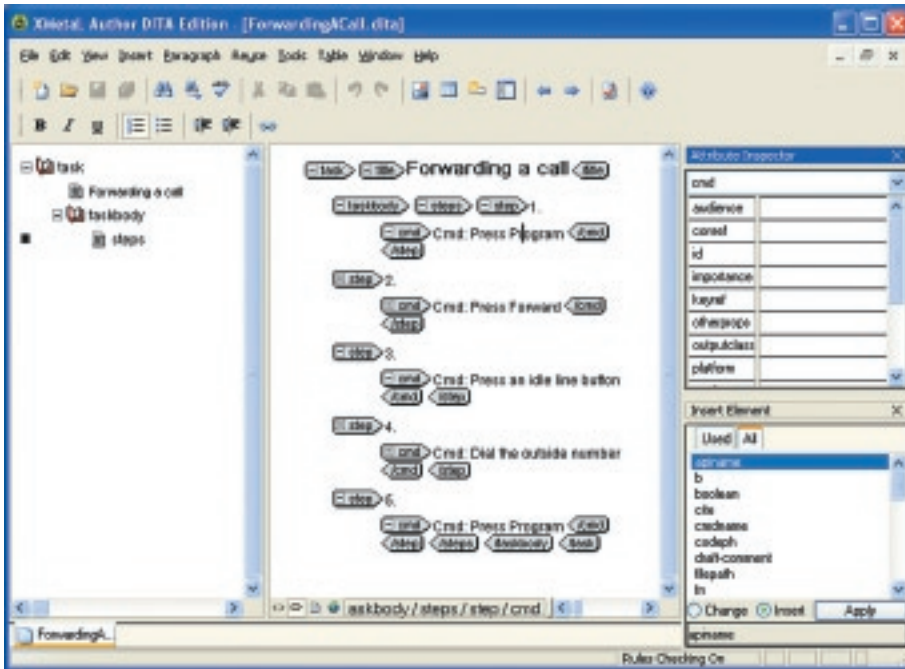 XMetaL Author DITA Edition - [ForwardingACall.dita]
File Edit View Insert Paragraph Reuse Tools Table Window Help
B I U
task
Forwarding a call
taskbody
steps
task title Forwarding a call title
taskbody steps step 1.
cmd Cmd: Press Program /cmd
/step
step 2.
cmd Cmd: Press Forward /cmd
/step
step 3.
cmd Cmd: Press an idle line button
/cmd /step
step 4.
cmd Cmd: Dial the outside number
/cmd /step
step 5.
cmd Cmd: Press Program /cmd
/step /steps /taskbody /task
askbody / steps / step / cmd
ForwardingA...
Attribute Inspector
cmd
audience
conref
id
importance
keyref
otherprops
outputclass
platform
Insert Element
Used All
apiname
b
boolean
cite
cmdname
codeph
draft-comment
filepath
fn
Change Insert Apply
apiname
Rules Checking On